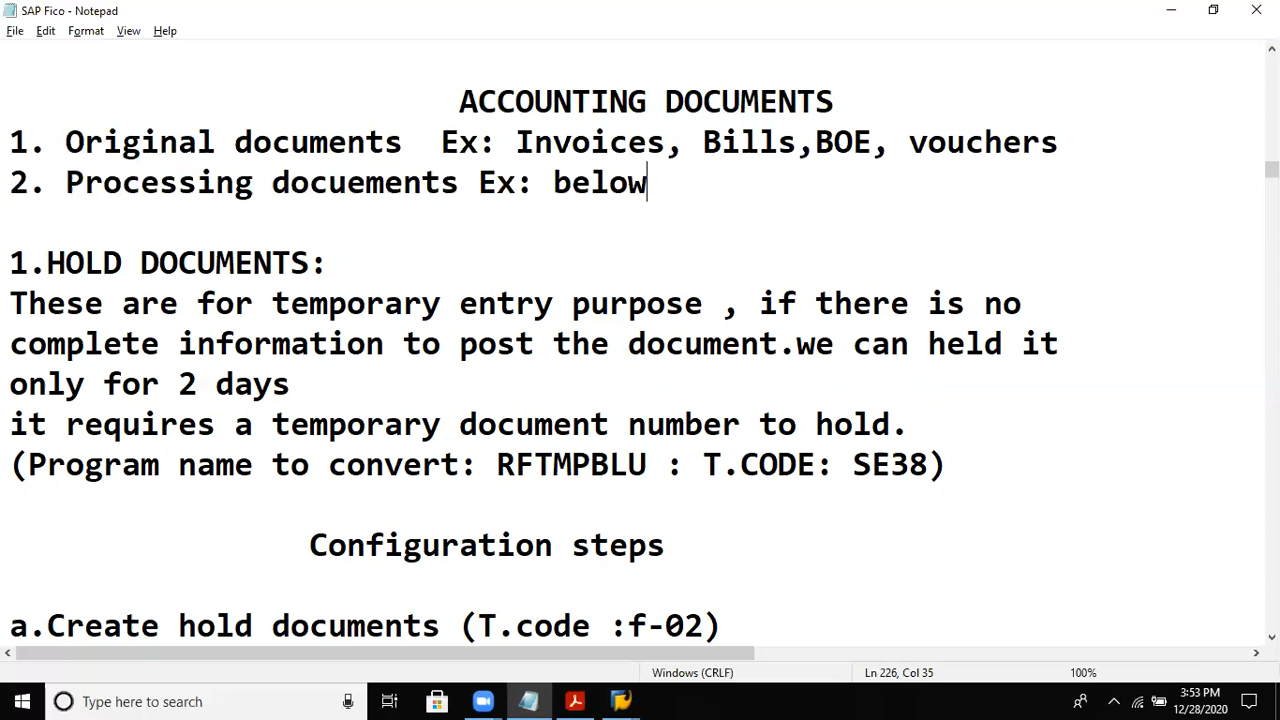 SAP Fico - Notepad
File Edit Format View Help
ACCOUNTING DOCUMENTS
1. Original documents  Ex: Invoices, Bills,BOE, vouchers
2. Processing docuements Ex: below
1.HOLD DOCUMENTS:
These are for temporary entry purpose , if there is no
complete information to post the document.we can held it
only for 2 days
it requires a temporary document number to hold.
(Program name to convert: RFTMPBLU : T.CODE: SE38)
Configuration steps
a.Create hold documents (T.code :f-02)
Windows (CRLF) Ln 226, Col 35 100%
Type here to search
3:53 PM
12/28/2020